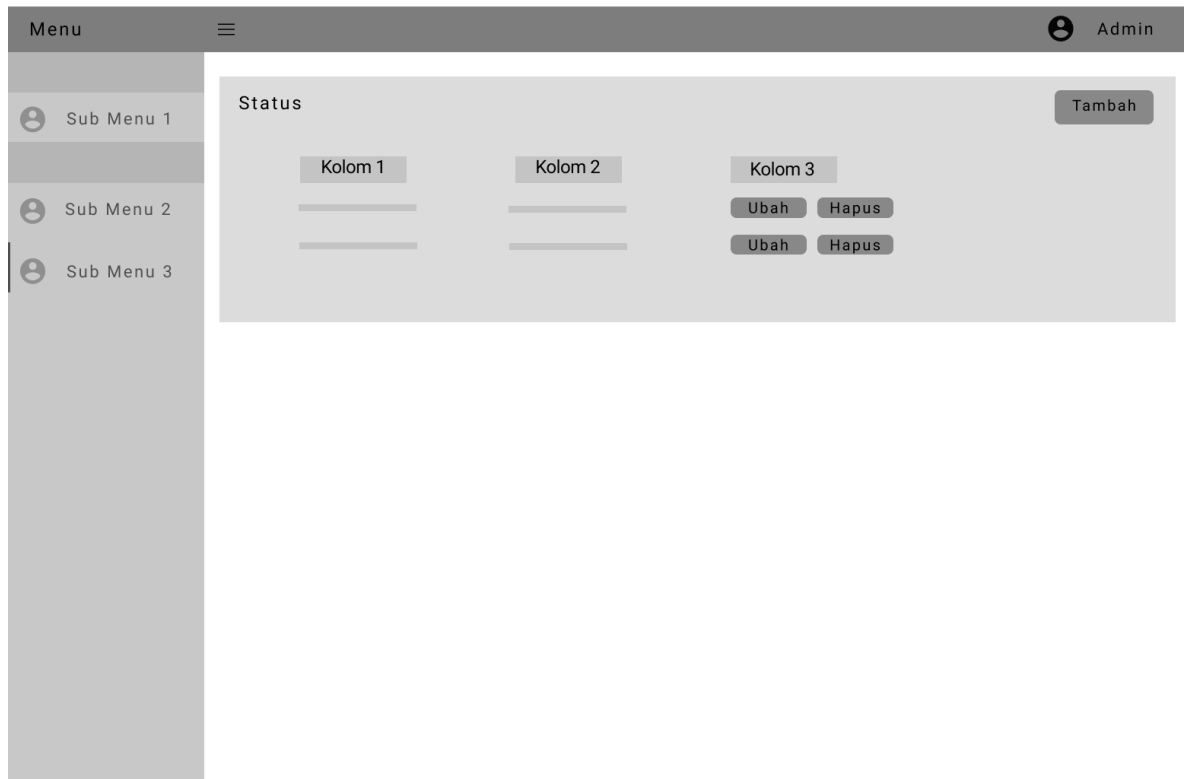 Menu
Admin
Sub Menu 1
Sub Menu 2
Sub Menu 3
Status
Tambah
Kolom 1
Kolom 2
Kolom 3
Ubah
Hapus
Ubah
Hapus